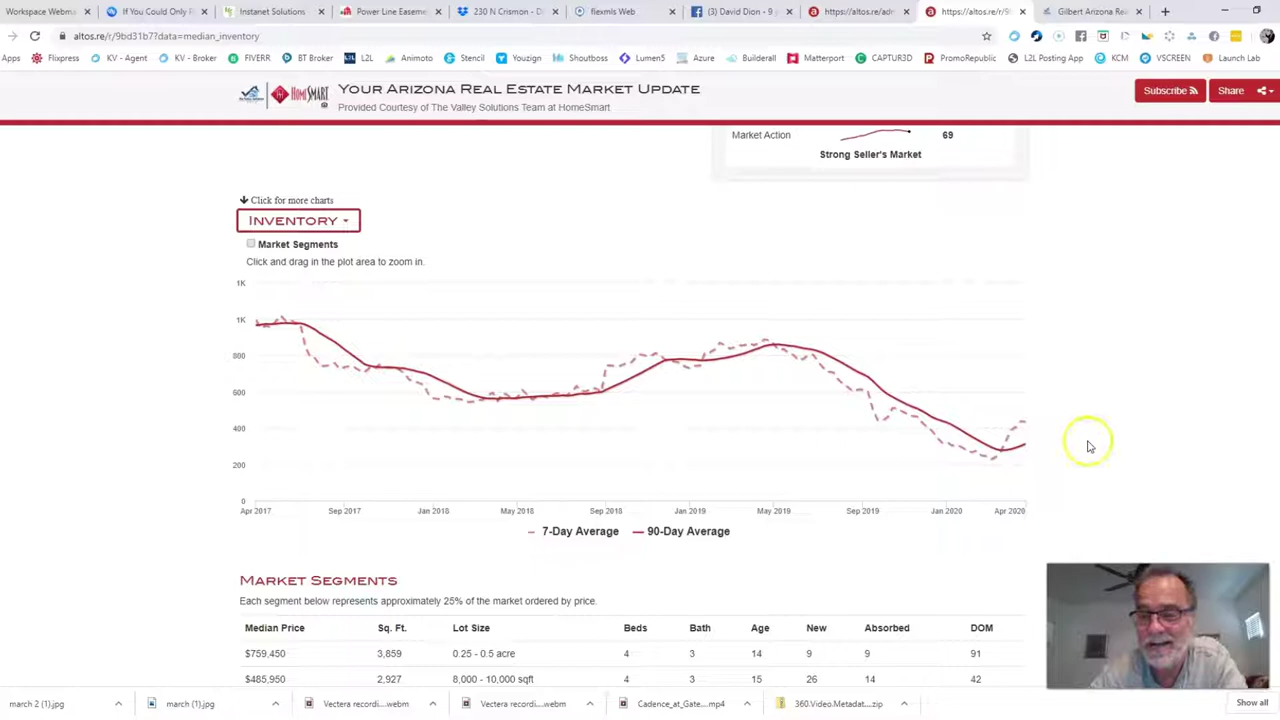 Workspace Webma
If You Could Only P
Instanet Solutions
Power Line Easeme
230 N Crismon - D
flexmls Web
(3) David Dion - 9
https://altos.re/adr
https://altos.re/r/9
Gilbert Arizona Rea
altos.re/r/9bd31b7?data=median_inventory
Apps
Flixpress
KV - Agent
KV - Broker
FIVERR
BT Broker
L2L
Animoto
Stencil
Youzign
Shoutboss
Lumen5
Azure
Builderall
Matterport
CAPTUR3D
PromoRepublic
L2L Posting App
KCM
VSCREEN
Launch Lab
HOMESMART
YOUR ARIZONA REAL ESTATE MARKET UPDATE
Provided Courtesy of The Valley Solutions Team at HomeSmart
Subscribe
Share
Market Action 69
Strong Seller's Market
Click for more charts
INVENTORY
Market Segments
Click and drag in the plot area to zoom in.
1K
1K
800
600
400
200
0
Apr 2017 Sep 2017 Jan 2018 May 2018 Sep 2018 Jan 2019 May 2019 Sep 2019 Jan 2020 Apr 2020
7-Day Average 90-Day Average
MARKET SEGMENTS
Each segment below represents approximately 25% of the market ordered by price.
Median Price Sq. Ft. Lot Size Beds Bath Age New Absorbed DOM
$759,450 3,859 0.25 - 0.5 acre 4 3 14 9 9 91
$485,950 2,927 8,000 - 10,000 sqft 4 3 15 26 14 42
march 2 (1).jpg
march (1).jpg
Vectera recordi....webm
Vectera recordi....webm
Cadence_at_Gate....mp4
360.Video.Metadat....zip
Show all